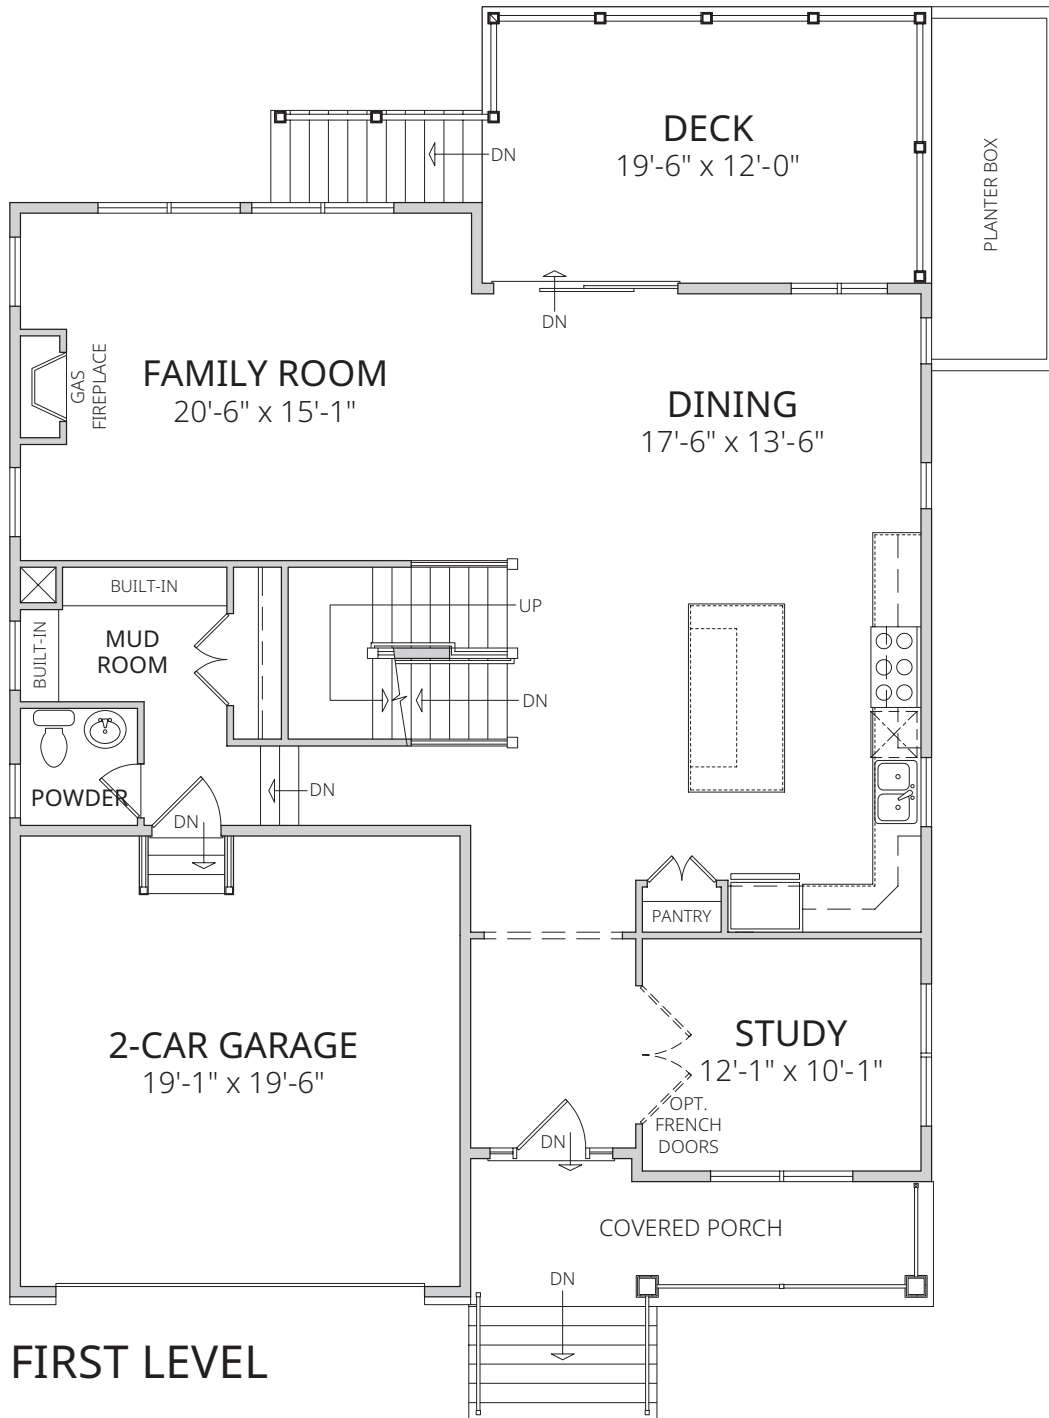 DECK
19'-6" x 12'-0"
PLANTER BOX
DN
DN
FAMILY ROOM
20'-6" x 15'-1"
GAS
FIREPLACE
DINING
17'-6" x 13'-6"
BUILT-IN
BUILT-IN
MUD
ROOM
UP
DN
POWDER
DN
DN
PANTRY
2-CAR GARAGE
19'-1" x 19'-6"
STUDY
12'-1" x 10'-1"
OPT.
FRENCH
DOORS
DN
COVERED PORCH
DN
FIRST LEVEL